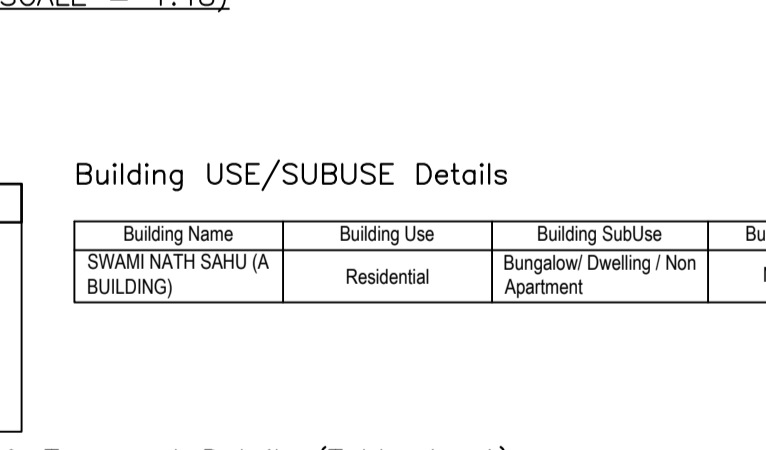 Building USE/SUBUSE Details
Building Name Building Use Building SubUse
SWAMI NATH SAHU (A BUILDING) Residential Bungalow/ Dwelling / Non Apartment